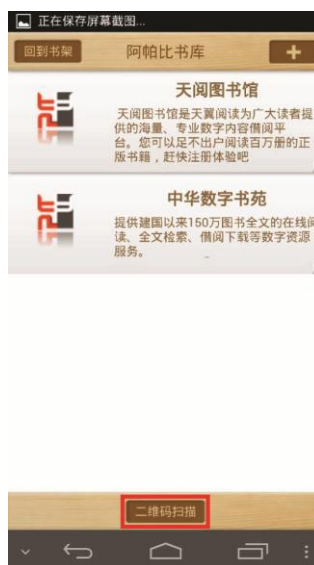 正在保存屏幕截图...
回到书架
阿帕比书库
+
天阅图书馆
天阅图书馆是天翼阅读为广大读者提
供的海量、专业数字内容借阅平
台。您可以足不出户阅读百万册的正
版书籍，赶快注册体验吧
中华数字书苑
提供建国以来150万图书全文的在线阅
读、全文检索、借阅下载等数字资源
服务。
二维码扫描